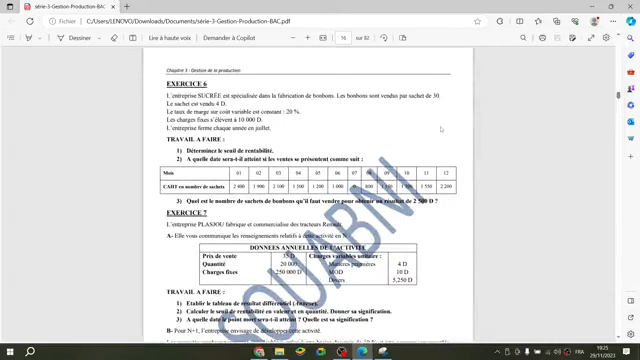 série-3-Gestion-Production-BAC.pdf
Fichier C:/Users/LENOVO/Downloads/Documents/série-3-Gestion-Production-BAC.pdf
Dessiner Lire à haute voix Demander à Copilot 16 sur 82
Chapitre 3 : Gestion de la production
EXERCICE 6
L'entreprise SUCRÉE est spécialisée dans la fabrication de bonbons. Les bonbons sont vendus par sachet de 30.
Le sachet est vendu 4 D.
Le taux de marge sur coût variable est constant : 20 %.
Les charges fixes s'élèvent à 10 000 D.
L'entreprise ferme chaque année en juillet.
TRAVAIL A FAIRE :
1) Déterminez le seuil de rentabilité.
2) A quelle date sera-t-il atteint si les ventes se présentent comme suit :
Mois 01 02 03 04 05 06 07 08 09 10 11 12
CAHT en nombre de sachets 2 400 1 900 2 100 1 500 1 200 1 000 0 800 1 550 2 200
3) Quel est le nombre de sachets de bonbons qu'il faut vendre pour obtenir un résultat de 2 500 D ?
EXERCICE 7
L'entreprise PLASJOU fabrique et commercialise des tracteurs
A- Elle vous communique les renseignements relatifs à cette activité en N
DONNEES ANNUELLES DE L'ACTIVITE
Prix de vente 35 D Charges variables unitaire :
Quantité 20 000 Matières premières 4 D
Charges fixes 250 000 D MOD 10 D
Divers 5,250 D
TRAVAIL A FAIRE :
1) Etablir le tableau de résultat différentiel
2) Calculer le seuil de rentabilité en valeur et en quantité. Donner sa signification.
3) A quelle date le point mort sera-t-il atteint ? Quelle est sa signification ?
B- Pour N+1, l'entreprise envisage de développer cette activité.
SOUABNI
FRA
19:25
29/11/2023